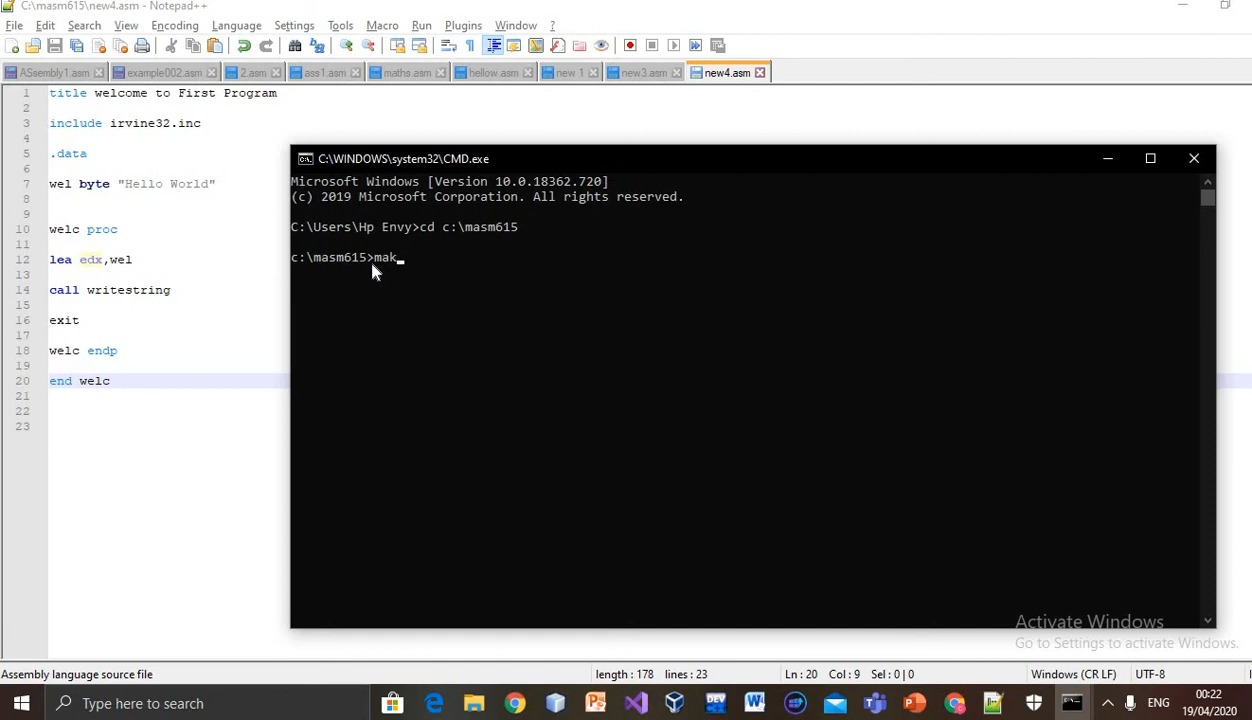 C:\masm615\new4.asm - Notepad++
File Edit Search View Encoding Language Settings Tools Macro Run Plugins Window ?
ASsembly1.asm example002.asm 2.asm ass1.asm maths.asm hellow.asm new 1 new3.asm new4.asm
1 title welcome to First Program
2
3 include irvine32.inc
4
5 .data
6
7 wel byte "Hello World"
8
9
10 welc proc
11
12 lea edx,wel
13
14 call writestring
15
16 exit
17
18 welc endp
19
20 end welc
21
22
23
C:\WINDOWS\system32\CMD.exe
Microsoft Windows [Version 10.0.18362.720]
(c) 2019 Microsoft Corporation. All rights reserved.
C:\Users\Hp Envy>cd c:\masm615
c:\masm615>mak_
Activate Windows
Go to Settings to activate Windows.
Assembly language source file length : 178 lines : 23 Ln : 20 Col : 9 Sel : 0 | 0 Windows (CR LF) UTF-8
Type here to search
ENG
00:22
19/04/2020